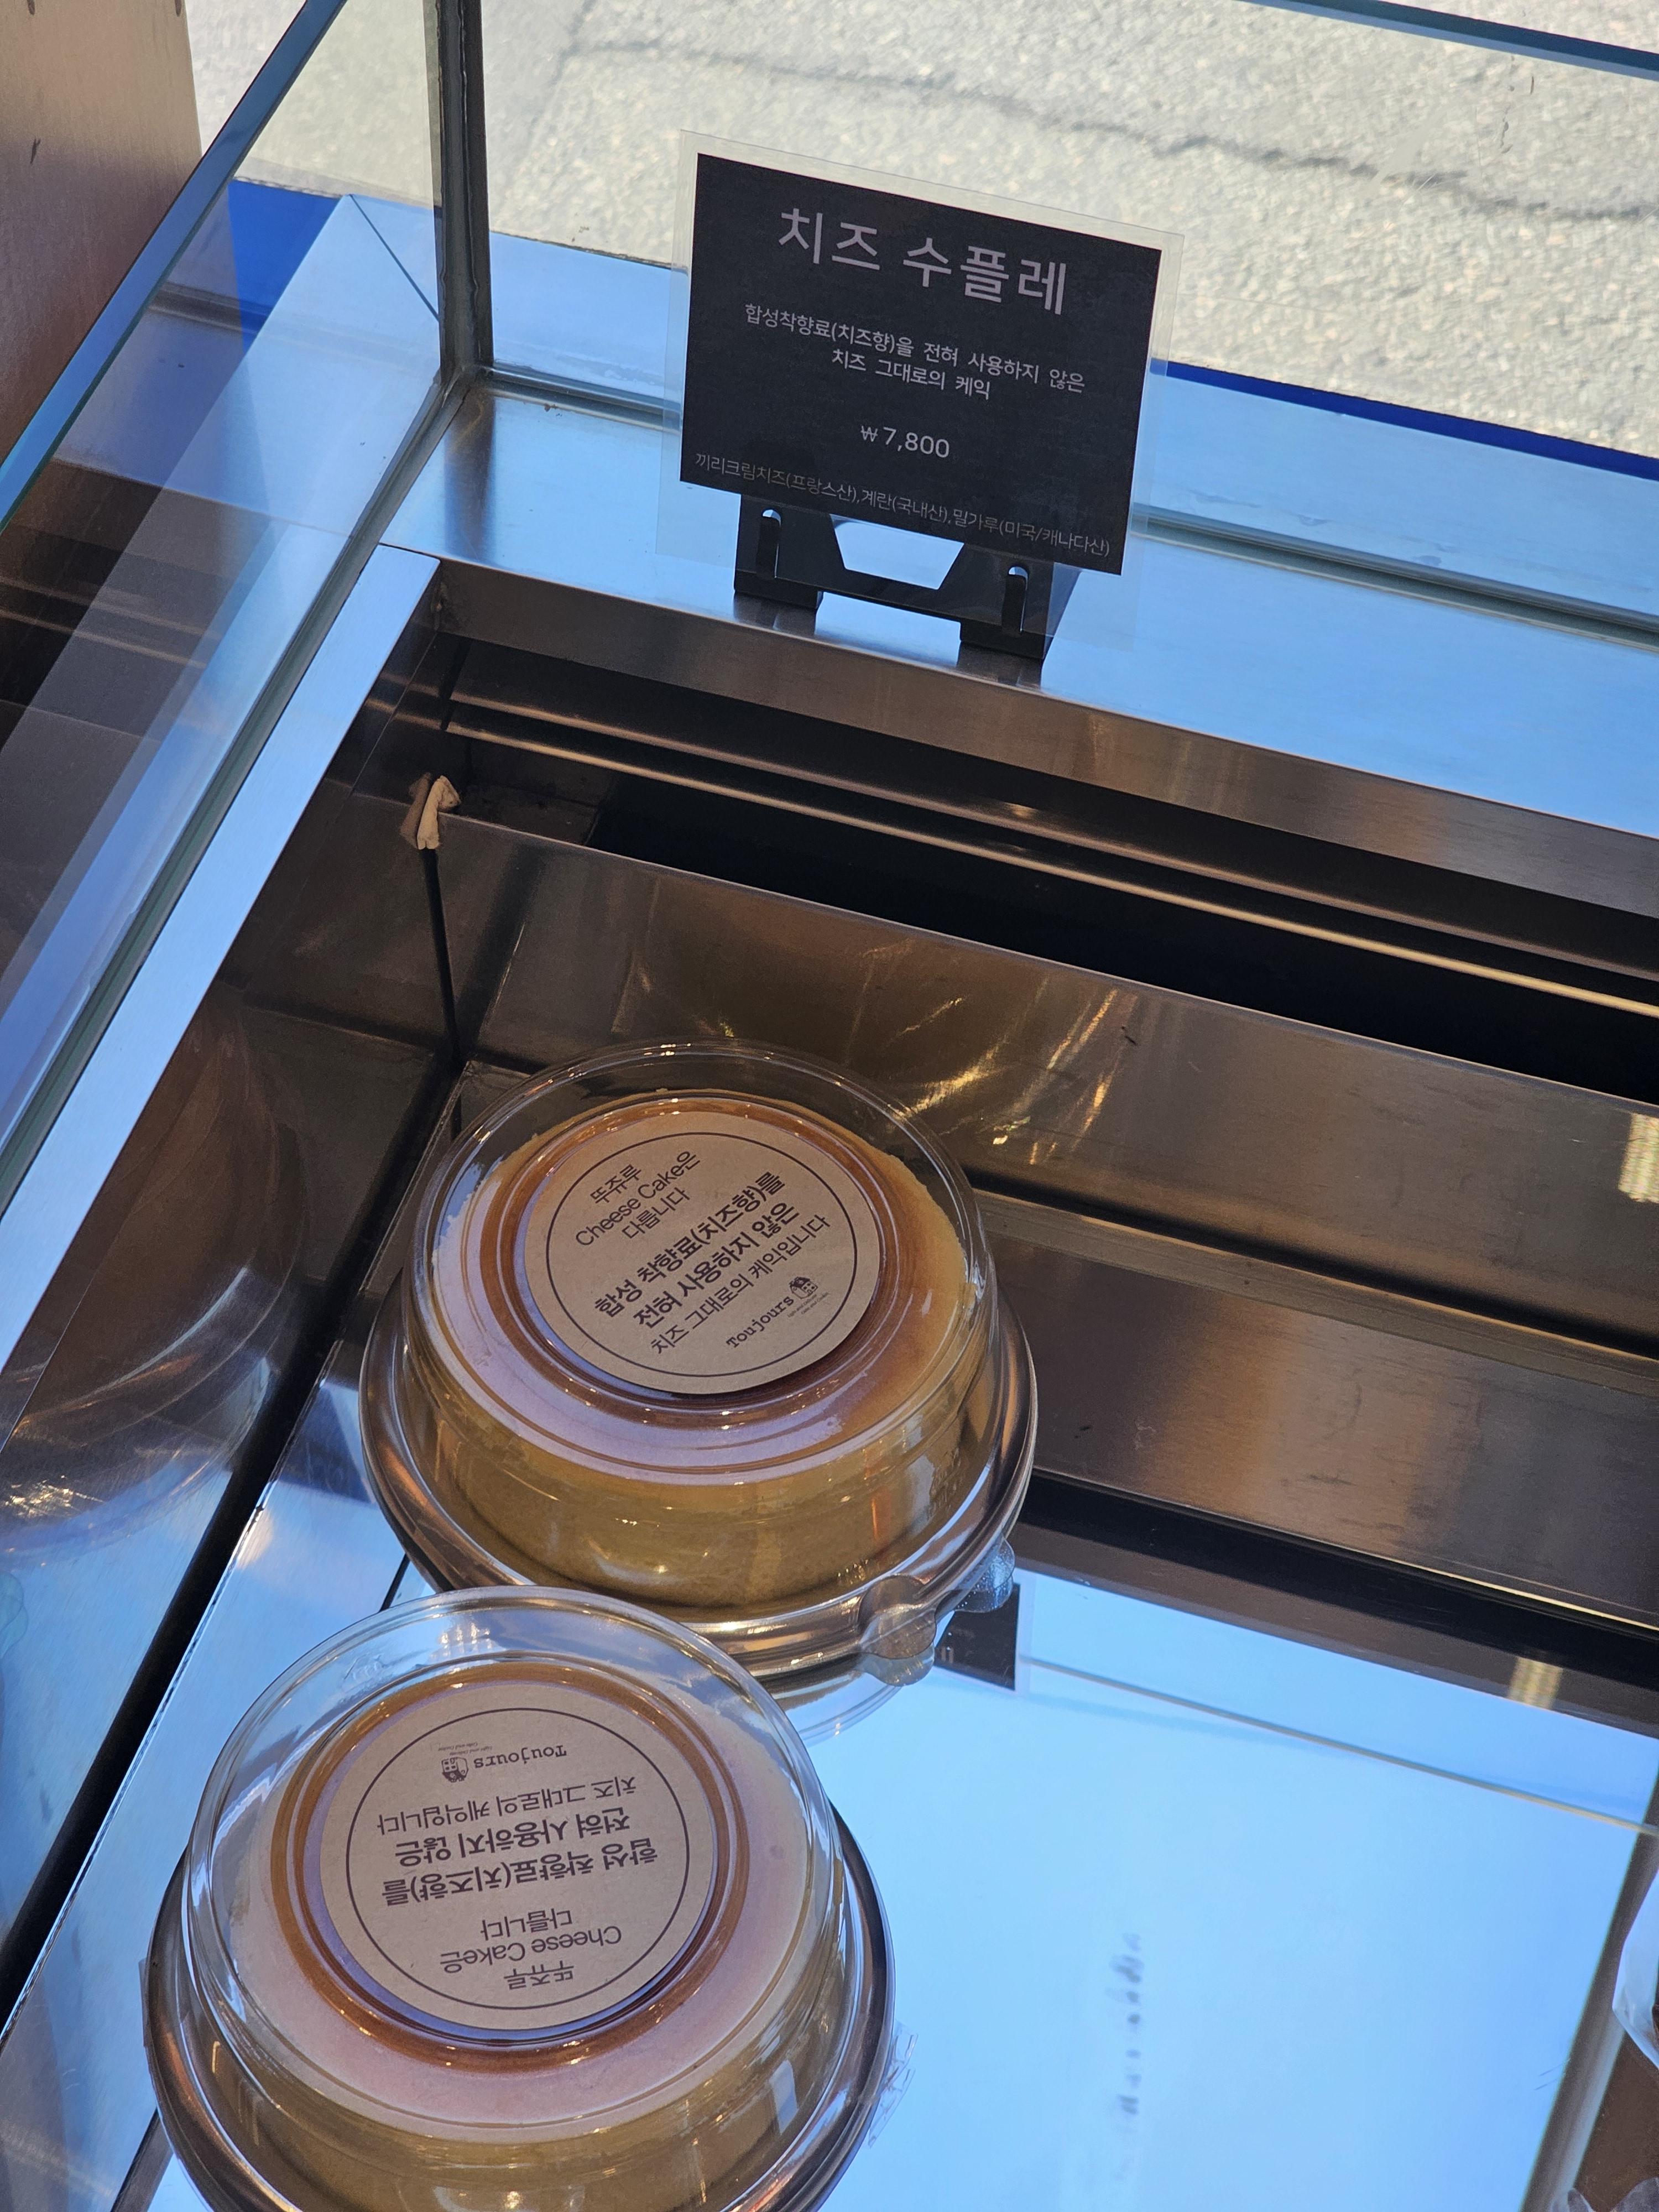 치즈 수플레
합성착향료(치즈향)을 전혀 사용하지 않은
치즈 그대로의 케익
₩7,800
끼리크림치즈(프랑스산),계란(국내산),밀가루(미국/캐나다산)
뚜쥬루
Cheese Cake은
다릅니다
합성 착향료(치즈향)를
전혀 사용하지 않은
치즈 그대로의 케익입니다
Toujours
뚜쥬루
Cheese Cake은
다릅니다
합성 착향료(치즈향)를
전혀 사용하지 않은
치즈 그대로의 케익입니다
Toujours